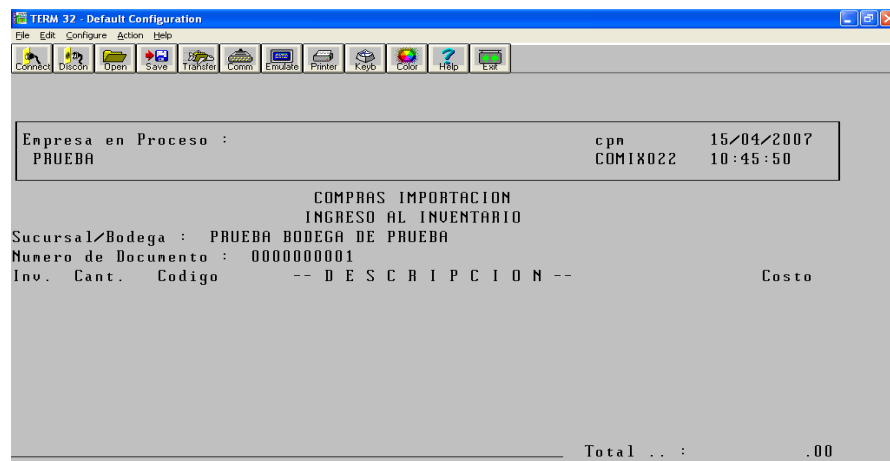 TERM 32 - Default Configuration
File Edit Configure Action Help
Connect Discon Open Save Transfer Comm Emulate Printer Keyb Color Help Exit
Empresa en Proceso : cpm 15/04/2007
PRUEBA COMIX022 10:45:50
COMPRAS IMPORTACION
INGRESO AL INVENTARIO
Sucursal/Bodega : PRUEBA BODEGA DE PRUEBA
Numero de Documento : 0000000001
Inv. Cant. Codigo -- D E S C R I P C I O N -- Costo
Total .. : .00